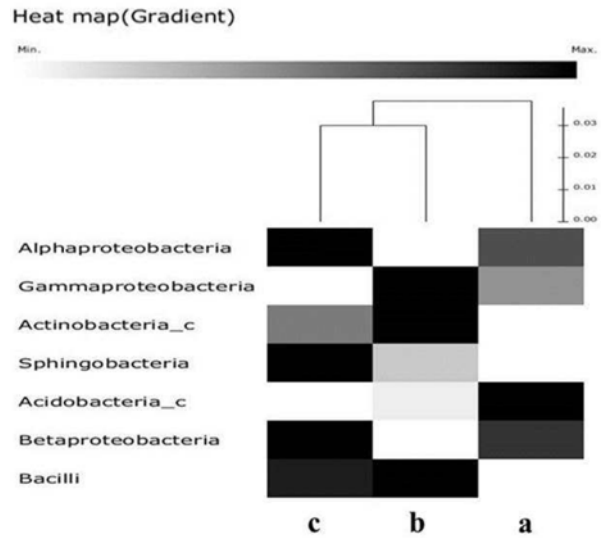 Heat map(Gradient)
Min. Max.
0.03
0.02
0.01
0.00
Alphaproteobacteria
Gammaproteobacteria
Actinobacteria_c
Sphingobacteria
Acidobacteria_c
Betaproteobacteria
Bacilli
c b a